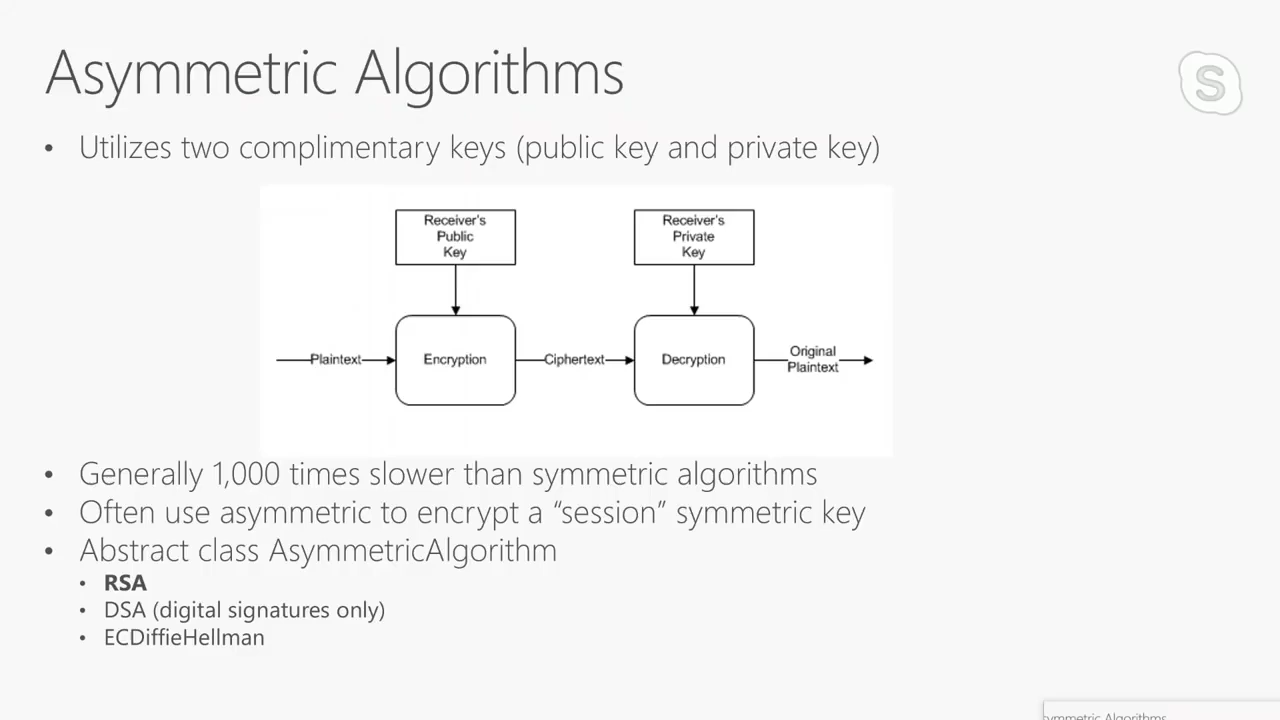 Asymmetric Algorithms
S
• Utilizes two complimentary keys (public key and private key)
Receiver's
Public
Key
Receiver's
Private
Key
Plaintext
Encryption
Ciphertext
Decryption
Original
Plaintext
• Generally 1,000 times slower than symmetric algorithms
• Often use asymmetric to encrypt a “session” symmetric key
• Abstract class AsymmetricAlgorithm
• RSA
• DSA (digital signatures only)
• ECDiffieHellman
symmetric Algorithms